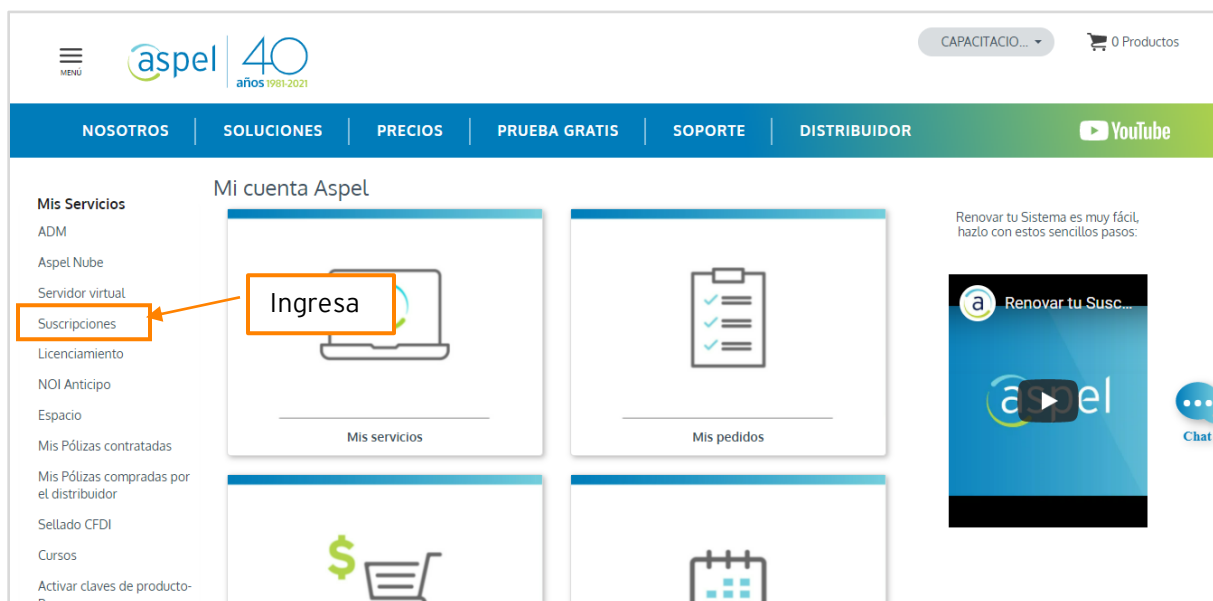 MENÚ
aspel
40
años 1981-2021
CAPACITACIO...
0 Productos
NOSOTROS
SOLUCIONES
PRECIOS
PRUEBA GRATIS
SOPORTE
DISTRIBUIDOR
YouTube
Mi cuenta Aspel
Mis Servicios
ADM
Aspel Nube
Servidor virtual
Suscripciones
Licenciamiento
NOI Anticipo
Espacio
Mis Pólizas contratadas
Mis Pólizas compradas por
el distribuidor
Sellado CFDI
Cursos
Activar claves de producto-
Ingresa
Mis servicios
Mis pedidos
$
Renovar tu Sistema es muy fácil,
hazlo con estos sencillos pasos:
a
Renovar tu Susc...
aspel
Chat